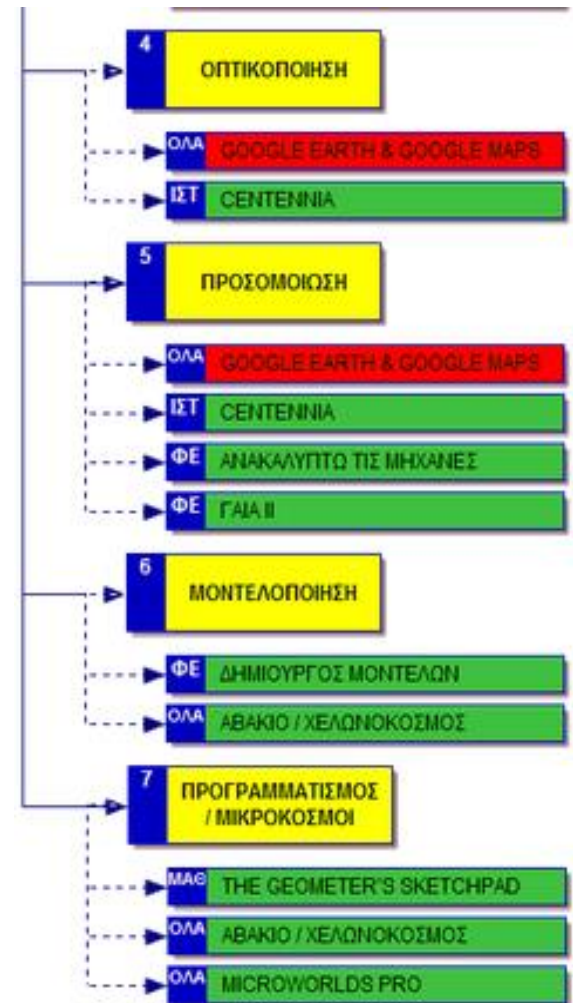 4 ΟΠΤΙΚΟΠΟΙΗΣΗ
ΟΛΑ GOOGLE EARTH & GOOGLE MAPS
ΙΣΤ CENTENNIA
5 ΠΡΟΣΟΜΟΙΩΣΗ
ΟΛΑ GOOGLE EARTH & GOOGLE MAPS
ΙΣΤ CENTENNIA
ΦΕ ΑΝΑΚΑΛΥΠΤΩ ΤΙΣ ΜΗΧΑΝΕΣ
ΦΕ ΓΑΙΑ ΙΙ
6 ΜΟΝΤΕΛΟΠΟΙΗΣΗ
ΦΕ ΔΗΜΙΟΥΡΓΟΣ ΜΟΝΤΕΛΩΝ
ΟΛΑ ΑΒΑΚΙΟ / ΧΕΛΩΝΟΚΟΣΜΟΣ
7 ΠΡΟΓΡΑΜΜΑΤΙΣΜΟΣ
/ ΜΙΚΡΟΚΟΣΜΟΙ
ΜΑΘ THE GEOMETER'S SKETCHPAD
ΟΛΑ ΑΒΑΚΙΟ / ΧΕΛΩΝΟΚΟΣΜΟΣ
ΟΛΑ MICROWORLDS PRO